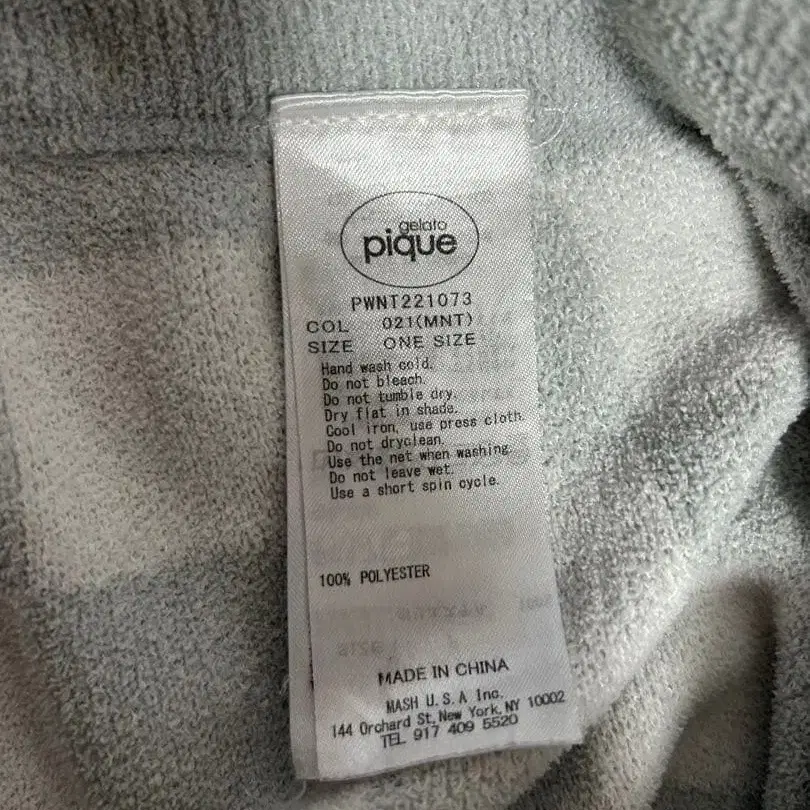 gelato
pique
PWNT221073
COL 021(MNT)
SIZE ONE SIZE
Hand wash cold.
Do not bleach.
Do not tumble dry.
Dry flat in shade.
Cool iron, use press cloth.
Do not dryclean.
Use the net when washing.
Do not leave wet.
Use a short spin cycle.
100% POLYESTER
MADE IN CHINA
MASH U.S.A Inc.
144 Orchard St, New York, NY 10002
TEL 917 409 5520